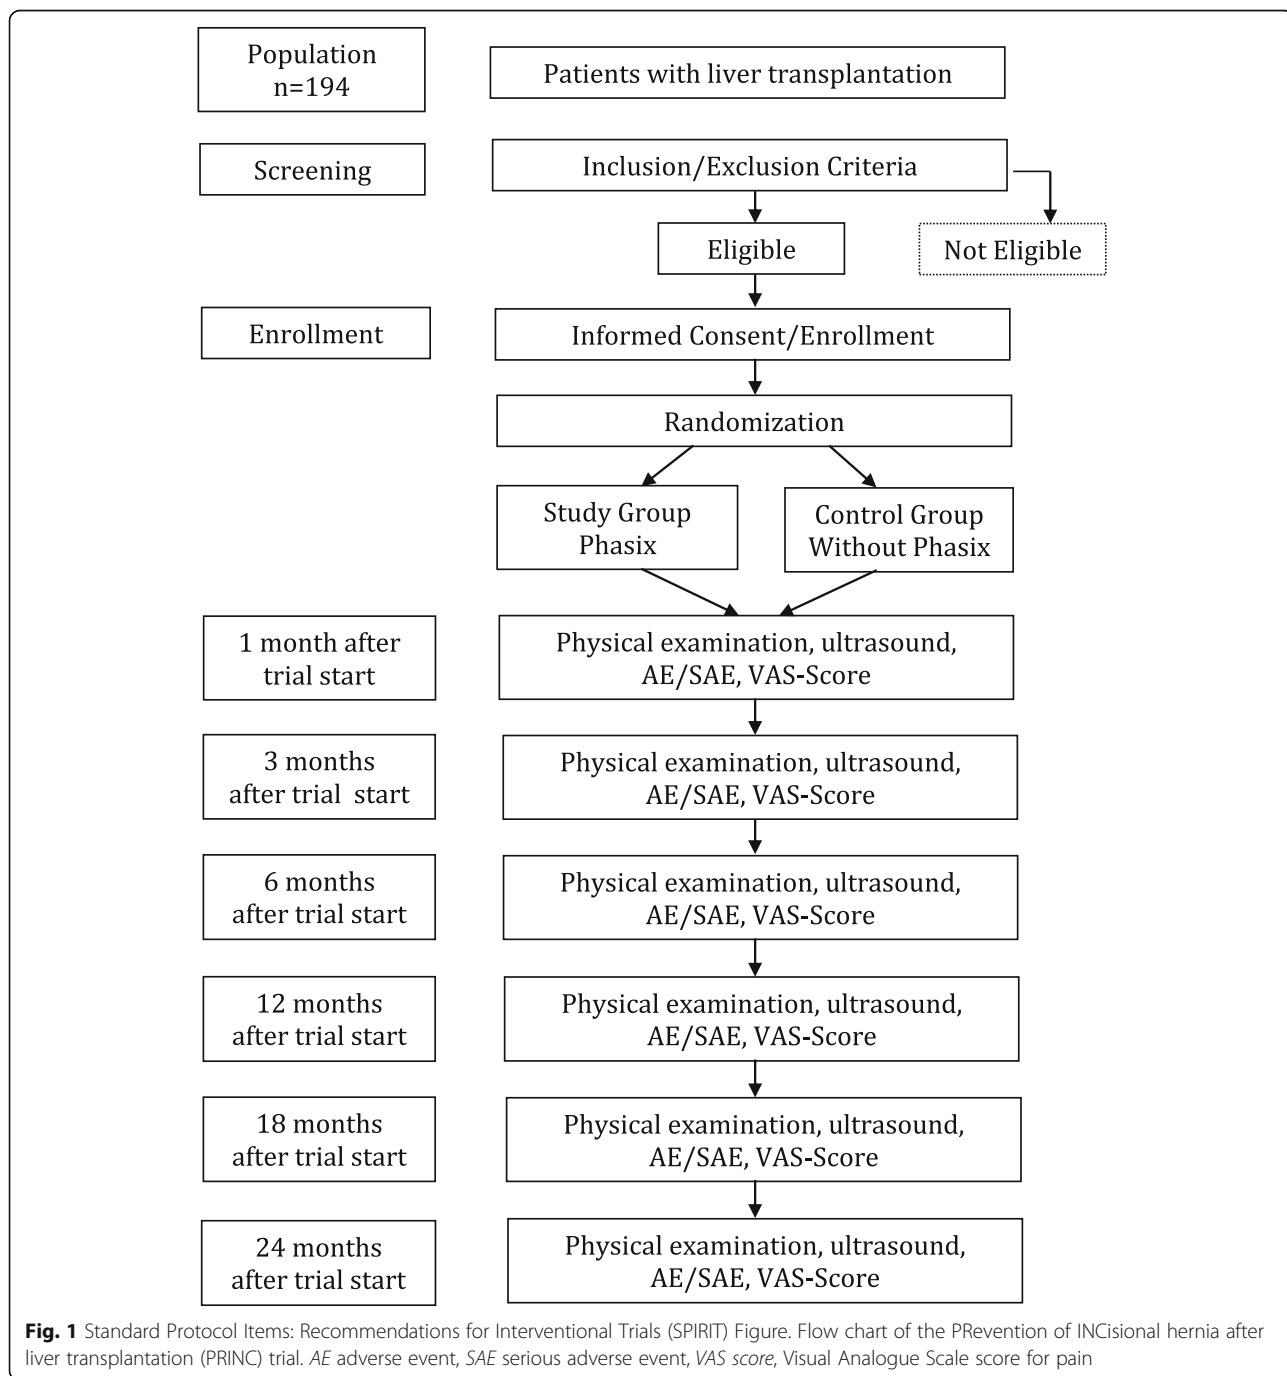 Population
n=194
Patients with liver transplantation
Screening
Inclusion/Exclusion Criteria
Eligible
Not Eligible
Enrollment
Informed Consent/Enrollment
Randomization
Study Group
Phasix
Control Group
Without Phasix
1 month after
trial start
Physical examination, ultrasound,
AE/SAE, VAS-Score
3 months
after trial start
Physical examination, ultrasound,
AE/SAE, VAS-Score
6 months
after trial start
Physical examination, ultrasound,
AE/SAE, VAS-Score
12 months
after trial start
Physical examination, ultrasound,
AE/SAE, VAS-Score
18 months
after trial start
Physical examination, ultrasound,
AE/SAE, VAS-Score
24 months
after trial start
Physical examination, ultrasound,
AE/SAE, VAS-Score
Fig. 1 Standard Protocol Items: Recommendations for Interventional Trials (SPIRIT) Figure. Flow chart of the PRevention of INCisional hernia after
liver transplantation (PRINC) trial. AE adverse event, SAE serious adverse event, VAS score, Visual Analogue Scale score for pain